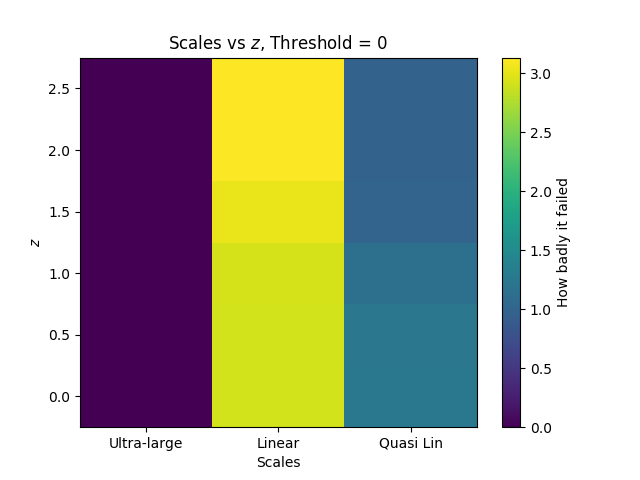 Scales vs z, Threshold = 0
2.5
2.0
1.5
1.0
0.5
0.0
z
Ultra-large
Linear
Quasi Lin
Scales
3.0
2.5
2.0
1.5
1.0
0.5
0.0
How badly it failed